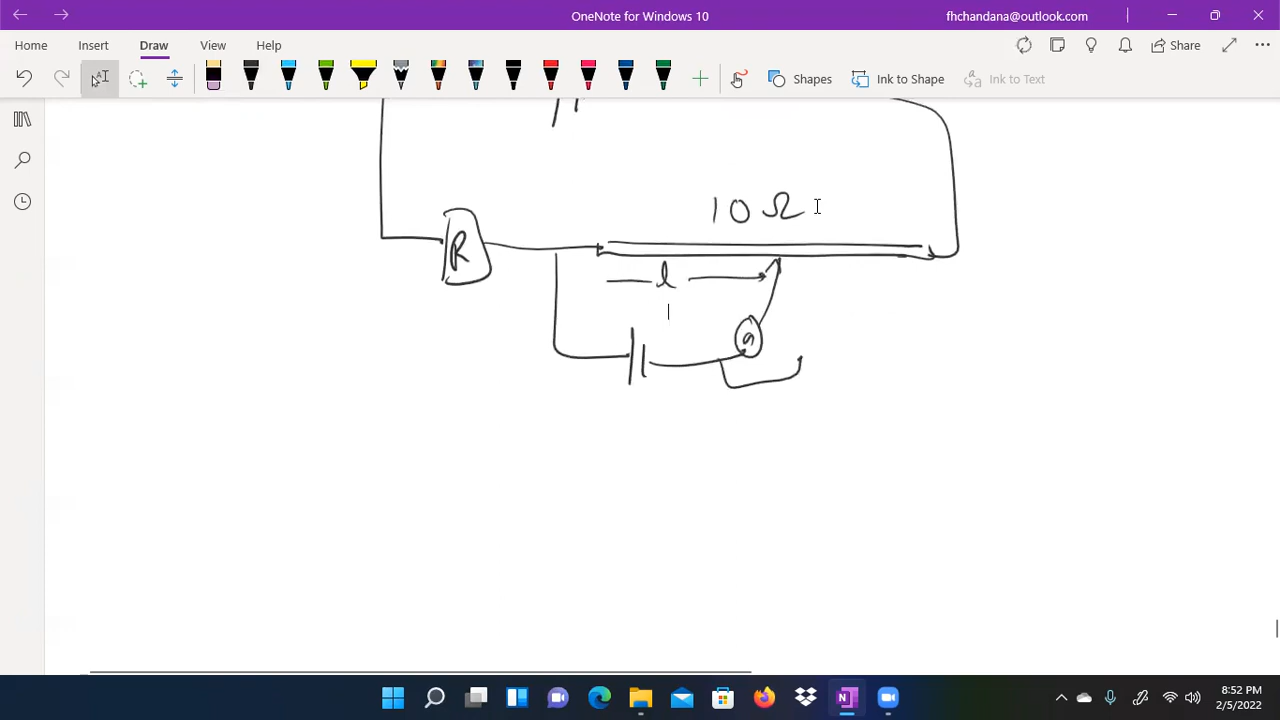 OneNote for Windows 10
fhchandana@outlook.com
Home Insert Draw View Help
Share
Shapes
Ink to Shape
Ink to Text
10 Ω
R
l
G
8:52 PM
2/5/2022